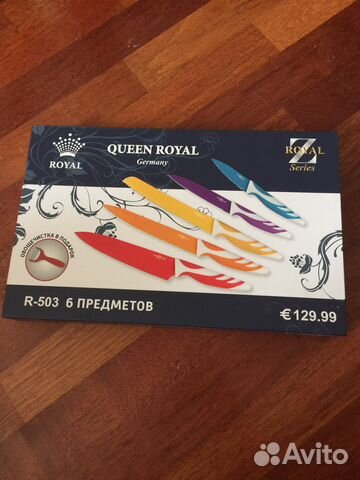 ROYAL
QUEEN ROYAL
Germany
ROYAL
Z
Series
ОВОЩЕЧИСТКА В ПОДАРОК
R-503 6 ПРЕДМЕТОВ
€129.99
Avito